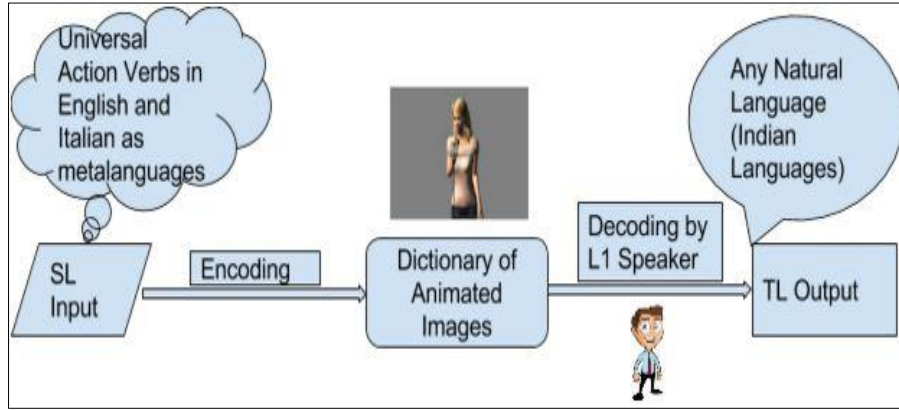 Universal
Action Verbs in
English and
Italian as
metalanguages
Any Natural
Language
(Indian
Languages)
SL
Input
Encoding
Dictionary of
Animated
Images
Decoding by
L1 Speaker
TL Output